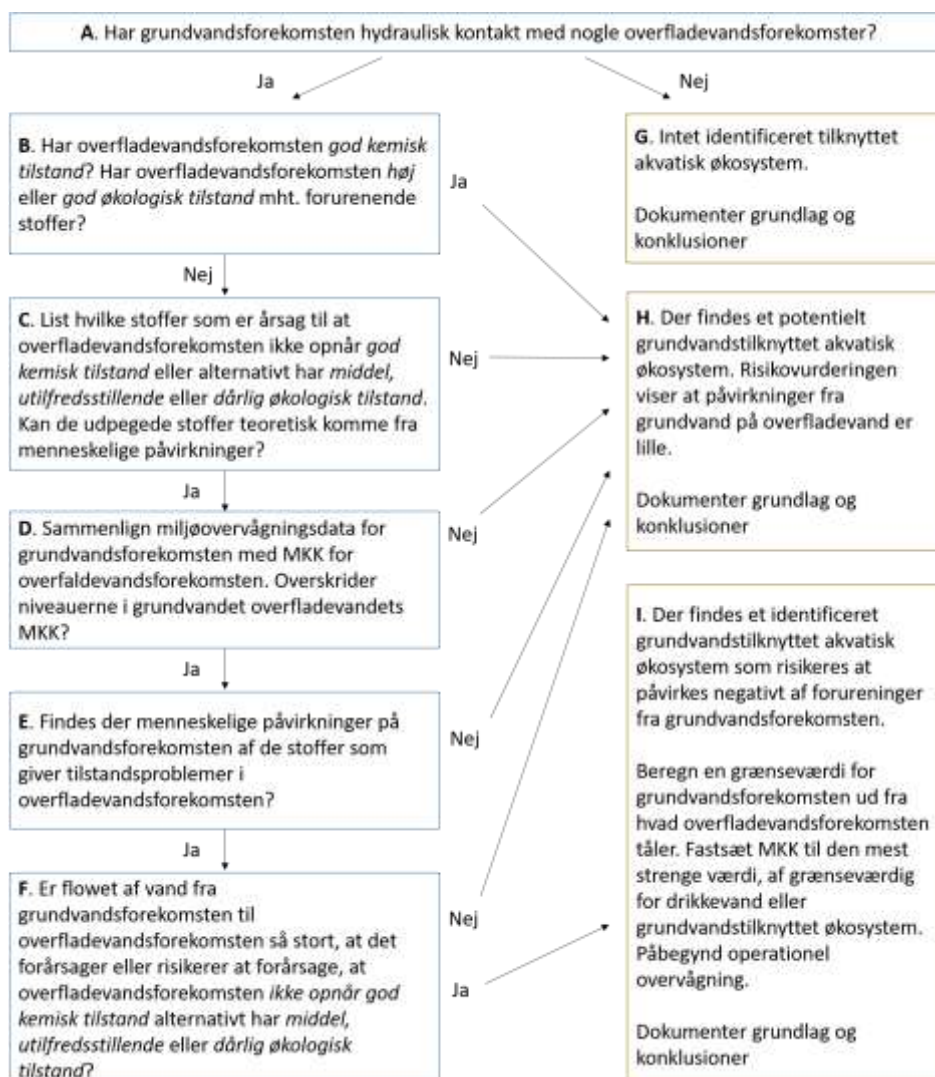 A. Har grundvandsforekomsten hydraulisk kontakt med nogle overfladevandsforekomster?
Ja
Nej
B. Har overfladevandsforekomsten god kemisk
tilstand? Har overfladevandsforekomsten høj
eller god økologisk tilstand mht. forurenende
stoffer?
Ja
G. Intet identificeret tilknyttet
akvatisk økosystem.
Dokumenter grundlag og
konklusioner
Nej
C. List hvilke stoffer som er årsag til at
overfladevandsforekomsten ikke opnår god
kemisk tilstand eller alternativt har middel,
utilfredsstillende eller dårlig økologisk tilstand.
Kan de udpegede stoffer teoretisk komme fra
menneskelige påvirkninger?
Nej
H. Der findes et potentielt
grundvandstilknyttet akvatisk
økosystem. Risikovurderingen
viser at påvirkninger fra
grundvand på overfladevand er
lille.
Dokumenter grundlag og
konklusioner
Ja
D. Sammenlign miljøovervågningsdata for
grundvandsforekomsten med MKK for
overfaldevandsforekomsten. Overskrider
niveauerne i grundvandet overfladevandets
MKK?
Nej
Ja
E. Findes der menneskelige påvirkninger på
grundvandsforekomsten af de stoffer som
giver tilstandsproblemer i
overfladevandsforekomsten?
Nej
I. Der findes et identificeret
grundvandstilknyttet akvatisk
økosystem som risikeres at
påvirkes negativt af forureninger
fra grundvandsforekomsten.
Beregn en grænseværdi for
grundvandsforekomsten ud fra
hvad overfladevandsforekomsten
tåler. Fastsæt MKK til den mest
strenge værdi, af grænseværdig
for drikkevand eller
grundvandstilknyttet økosystem.
Påbegynd operationel
overvågning.
Dokumenter grundlag og
konklusioner
Ja
F. Er flowet af vand fra
grundvandsforekomsten til
overfladevandsforekomsten så stort, at det
forårsager eller risikerer at forårsage, at
overfladevandsforekomsten ikke opnår god
kemisk tilstand alternativt har middel,
utilfredsstillende eller dårlig økologisk
tilstand?
Nej
Ja